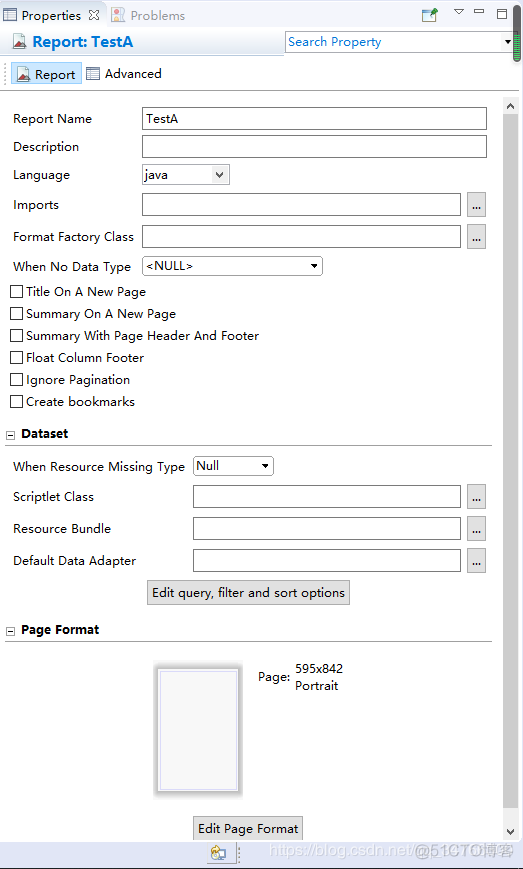 Properties
Problems
Report: TestA
Search Property
Report
Advanced
Report Name
TestA
Description
Language
java
Imports
...
Format Factory Class
...
When No Data Type
<NULL>
Title On A New Page
Summary On A New Page
Summary With Page Header And Footer
Float Column Footer
Ignore Pagination
Create bookmarks
Dataset
When Resource Missing Type
Null
Scriptlet Class
...
Resource Bundle
...
Default Data Adapter
...
Edit query, filter and sort options
Page Format
Page:
595x842
Portrait
Edit Page Format
@51CTO博客